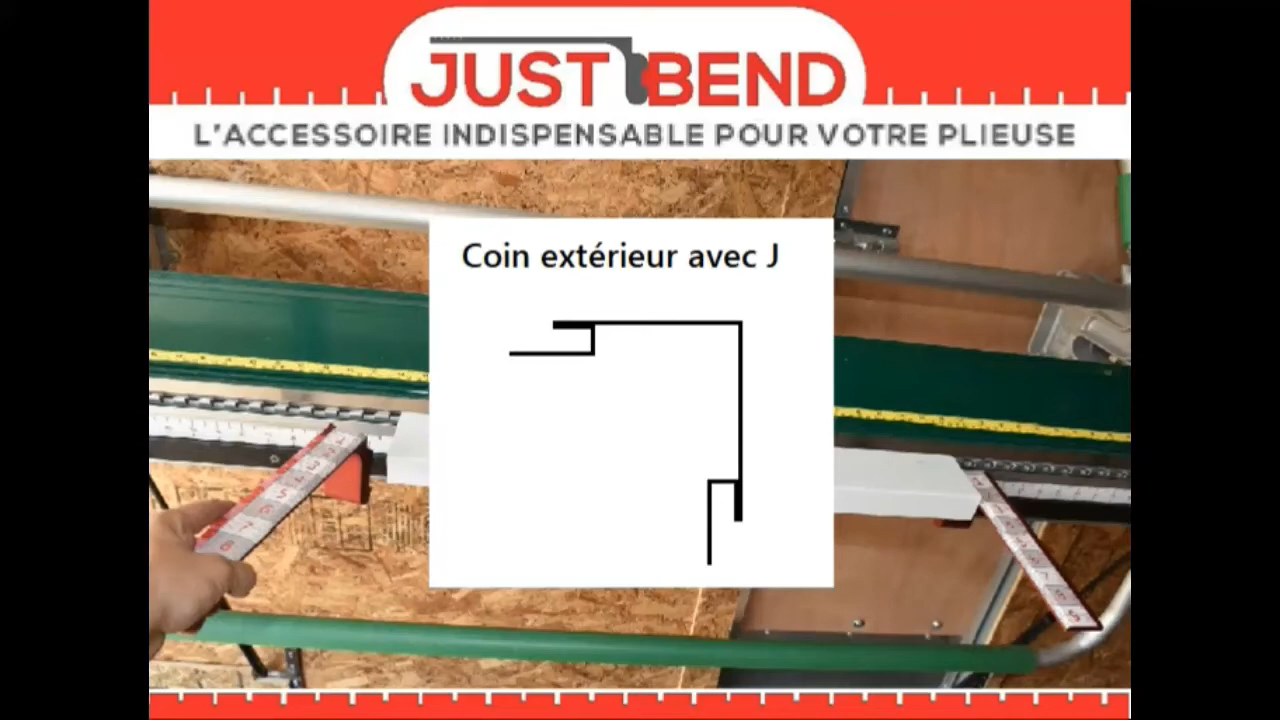 JUST BEND
L'ACCESSOIRE INDISPENSABLE POUR VOTRE PLIEUSE
Coin extérieur avec J